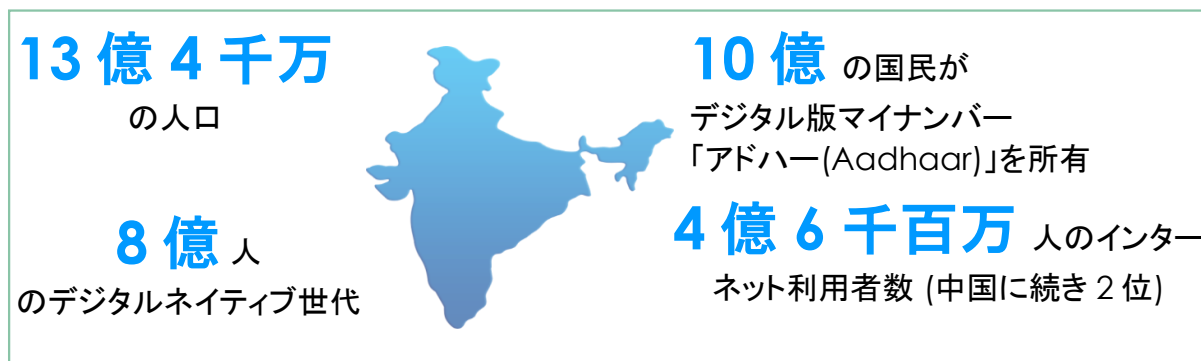 13 億 4 千万
の人口
10 億 の国民が
デジタル版マイナンバー
「アドハー(Aadhaar)」を所有
8 億 人
のデジタルネイティブ世代
4 億 6 千百万 人のインター
ネット利用者数 (中国に続き 2 位)